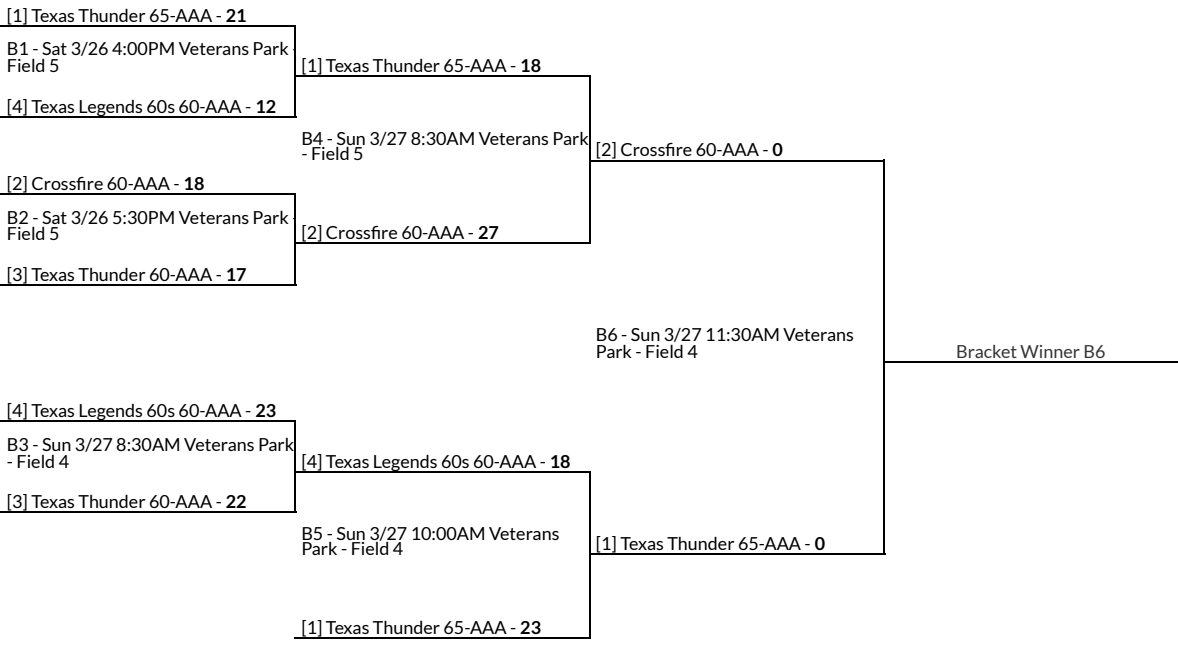 [1] Texas Thunder 65-AAA - 21
B1 - Sat 3/26 4:00PM Veterans Park -
Field 5
[4] Texas Legends 60s 60-AAA - 12
[1] Texas Thunder 65-AAA - 18
B4 - Sun 3/27 8:30AM Veterans Park
- Field 5
[2] Crossfire 60-AAA - 0
[2] Crossfire 60-AAA - 18
B2 - Sat 3/26 5:30PM Veterans Park -
Field 5
[2] Crossfire 60-AAA - 27
[3] Texas Thunder 60-AAA - 17
B6 - Sun 3/27 11:30AM Veterans
Park - Field 4
Bracket Winner B6
[4] Texas Legends 60s 60-AAA - 23
B3 - Sun 3/27 8:30AM Veterans Park
- Field 4
[4] Texas Legends 60s 60-AAA - 18
[3] Texas Thunder 60-AAA - 22
B5 - Sun 3/27 10:00AM Veterans
Park - Field 4
[1] Texas Thunder 65-AAA - 0
[1] Texas Thunder 65-AAA - 23